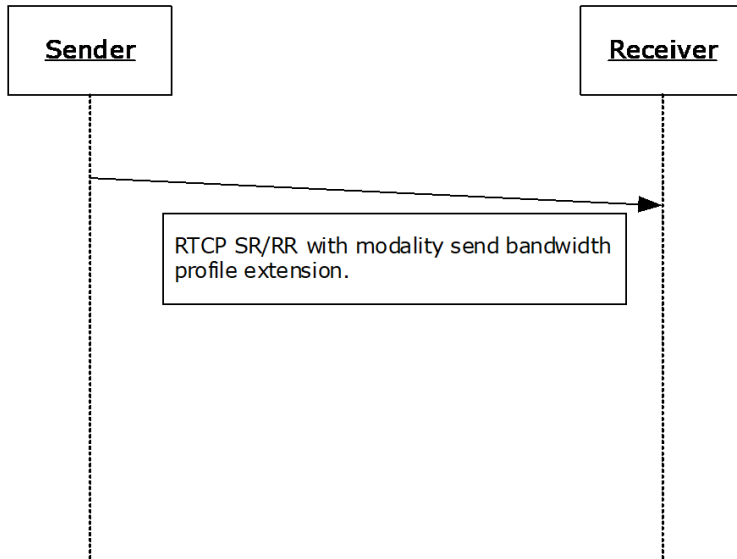 Sender
Receiver
RTCP SR/RR with modality send bandwidth
profile extension.